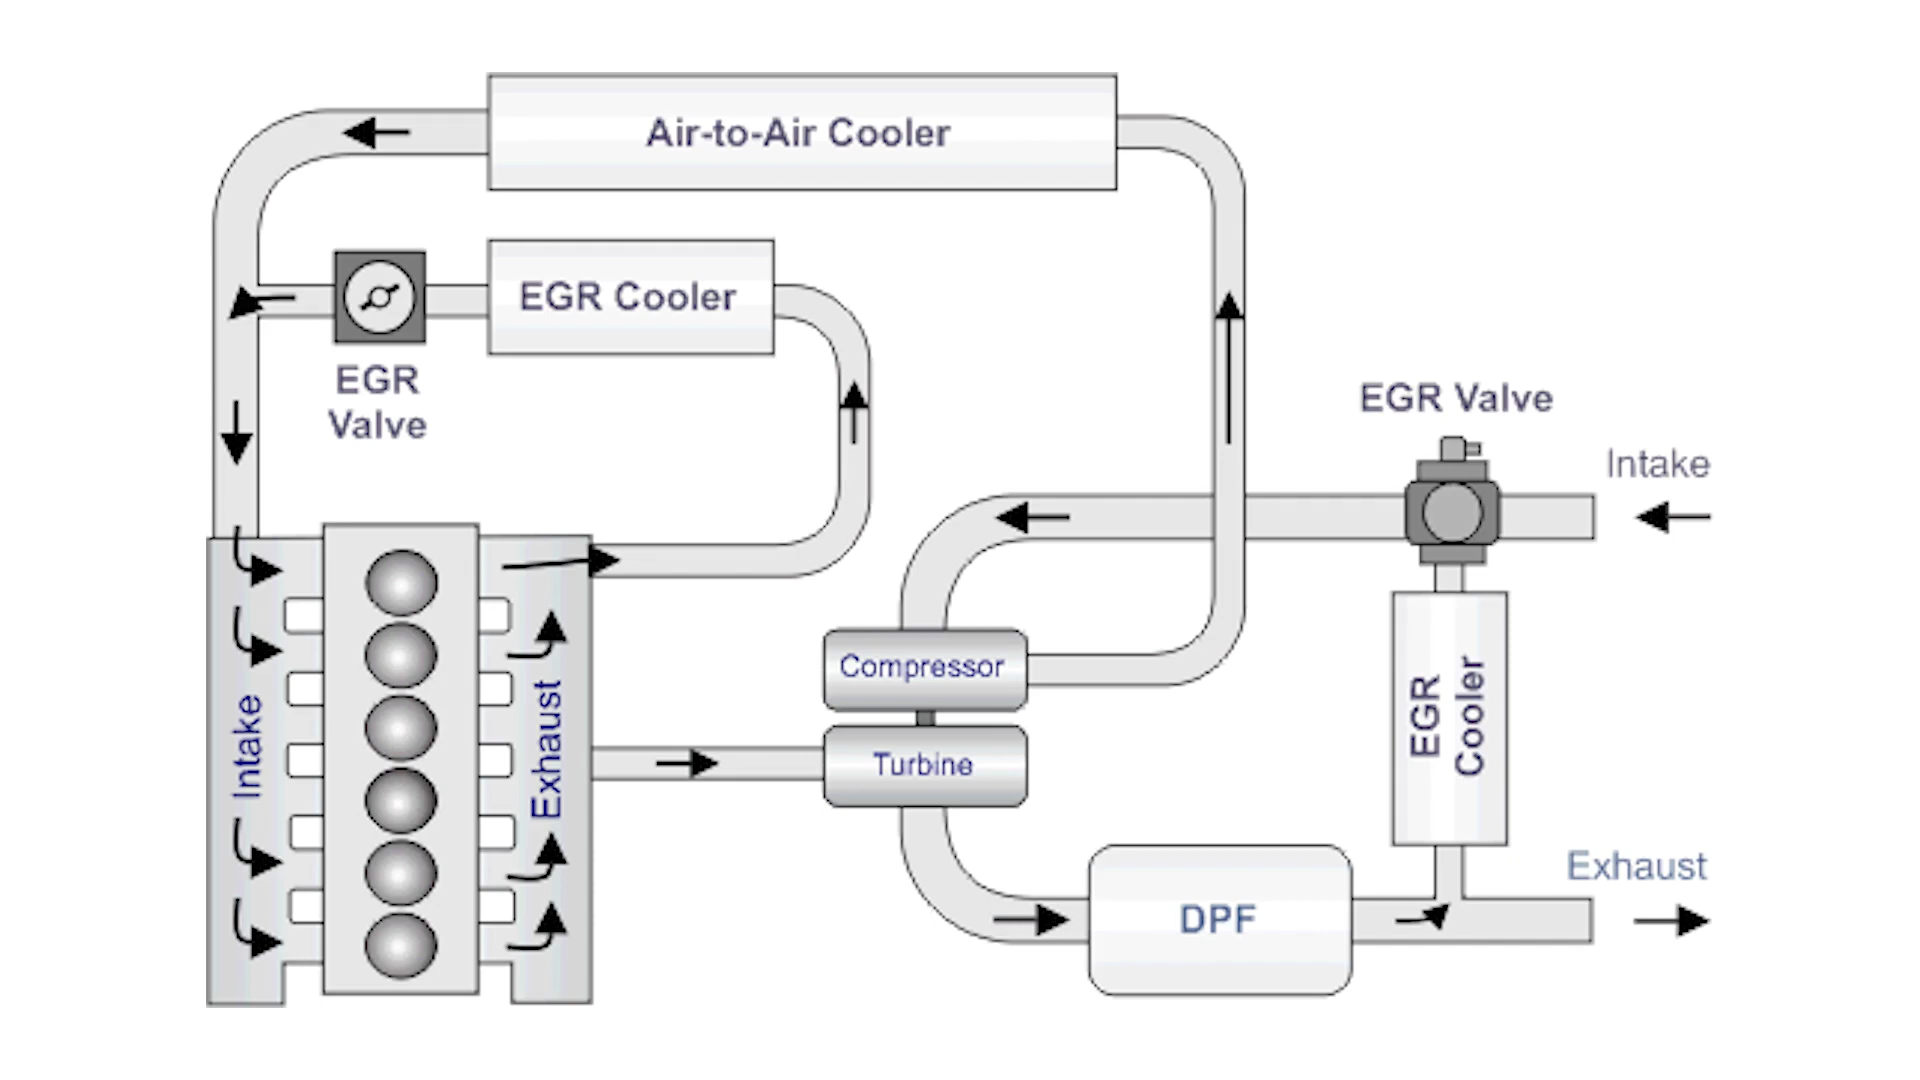 Air-to-Air Cooler
EGR Cooler
EGR
Valve
EGR Valve
Intake
Compressor
Turbine
EGR
Cooler
Intake
Exhaust
Exhaust
DPF